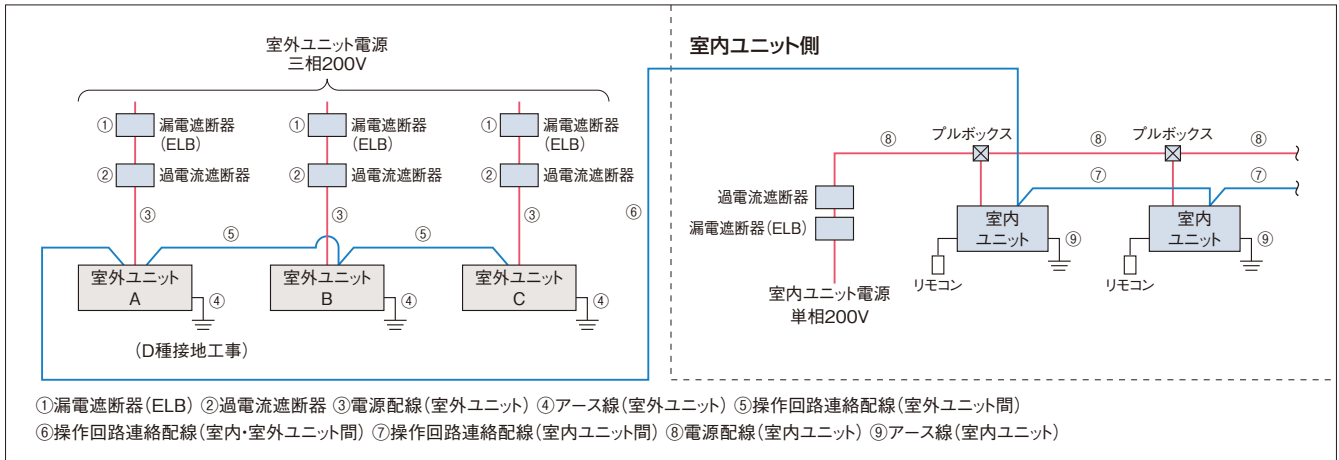 室外ユニット電源
三相200V
① 漏電遮断器
(ELB)
① 漏電遮断器
(ELB)
① 漏電遮断器
(ELB)
② 過電流遮断器
② 過電流遮断器
② 過電流遮断器
③
③
③
⑥
⑤
⑤
室外ユニット
A
④
室外ユニット
B
④
室外ユニット
C
④
(D種接地工事)
室内ユニット側
プルボックス
プルボックス
⑧
⑧
⑧
⑦
⑦
過電流遮断器
漏電遮断器(ELB)
室内
ユニット
⑨
室内
ユニット
⑨
リモコン
リモコン
室内ユニット電源
単相200V
①漏電遮断器(ELB) ②過電流遮断器 ③電源配線(室外ユニット) ④アース線(室外ユニット) ⑤操作回路連絡配線(室外ユニット間)
⑥操作回路連絡配線(室内・室外ユニット間) ⑦操作回路連絡配線(室内ユニット間) ⑧電源配線(室内ユニット) ⑨アース線(室内ユニット)